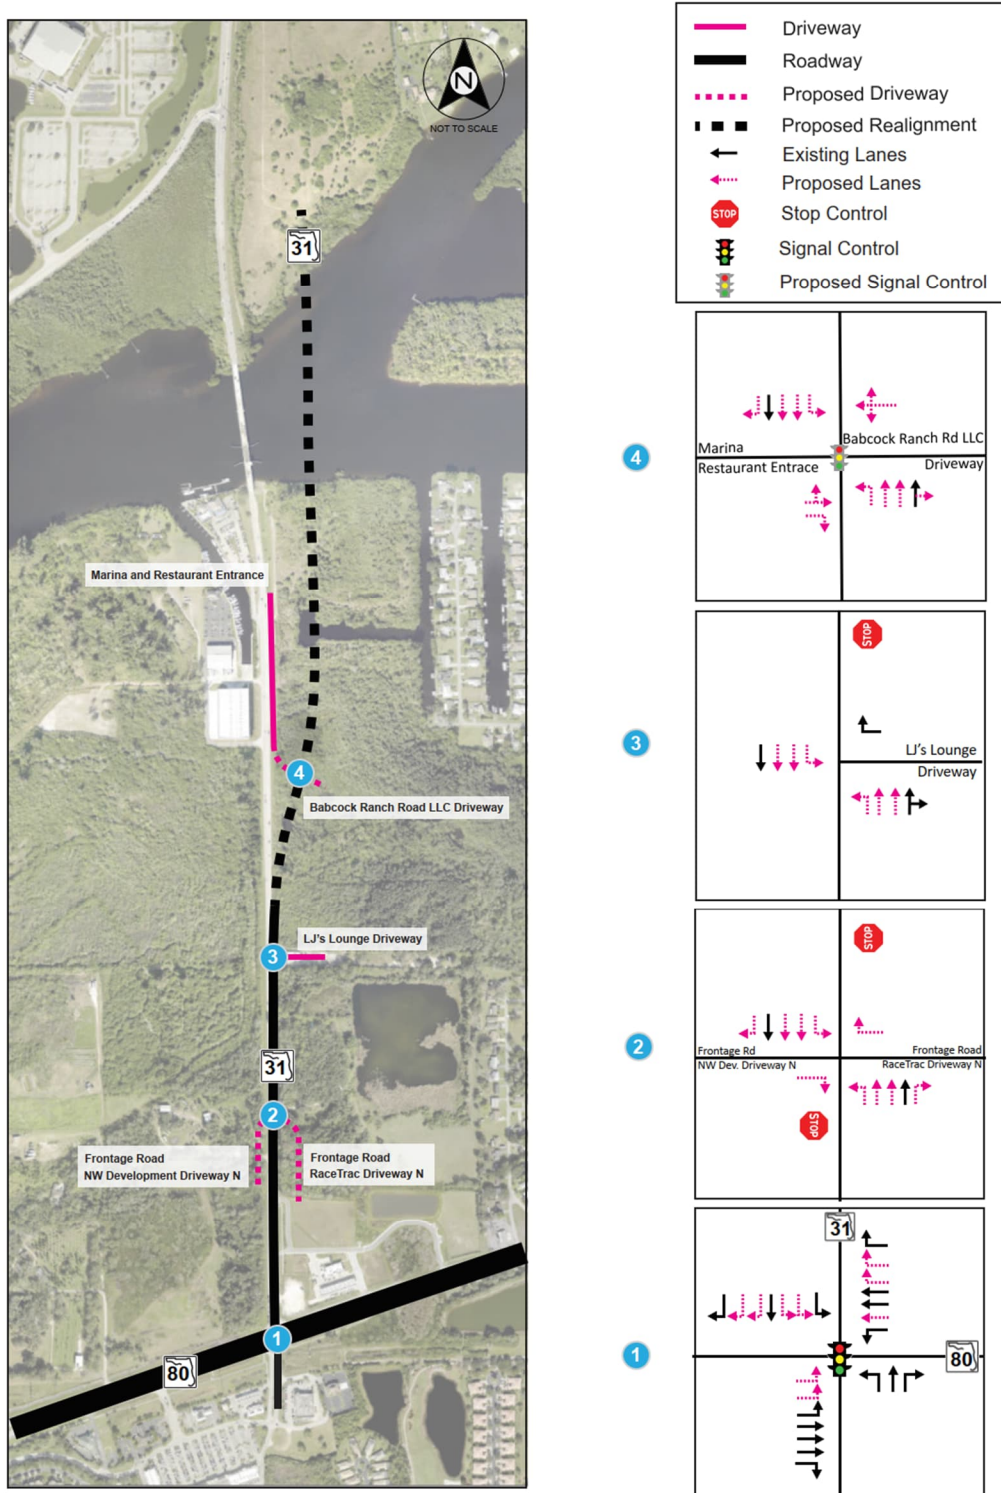 N
NOT TO SCALE
31
Marina and Restaurant Entrance
4
Babcock Ranch Road LLC Driveway
LJ's Lounge Driveway
3
31
2
Frontage Road
NW Development Driveway N
Frontage Road
RaceTrac Driveway N
1
80
Driveway
Roadway
Proposed Driveway
Proposed Realignment
Existing Lanes
Proposed Lanes
STOP
Stop Control
Signal Control
Proposed Signal Control
4
Marina
Restaurant Entrace
Babcock Ranch Rd LLC
Driveway
3
STOP
LJ's Lounge
Driveway
2
STOP
Frontage Rd
NW Dev. Driveway N
Frontage Road
RaceTrac Driveway N
STOP
1
31
80